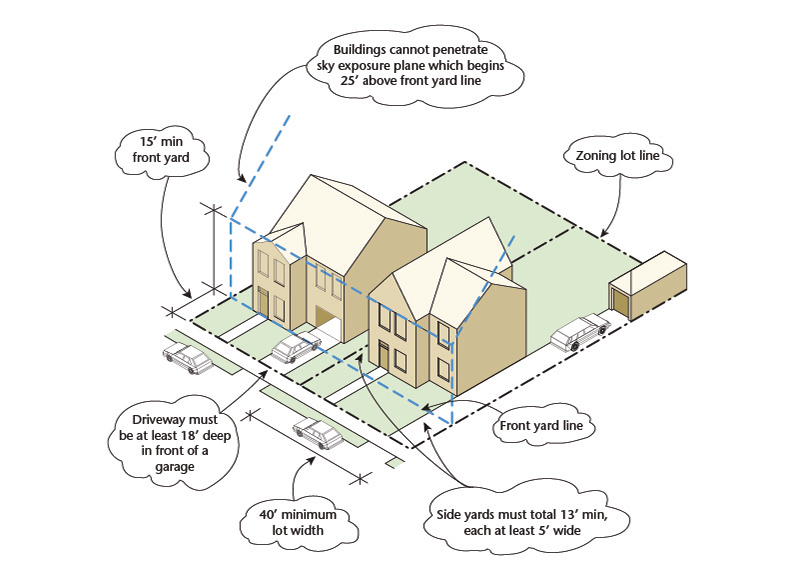 Buildings cannot penetrate
sky exposure plane which begins
25′ above front yard line
15′ min
front yard
Zoning lot line
Driveway must
be at least 18′ deep
in front of a
garage
Front yard line
40′ minimum
lot width
Side yards must total 13′ min,
each at least 5′ wide